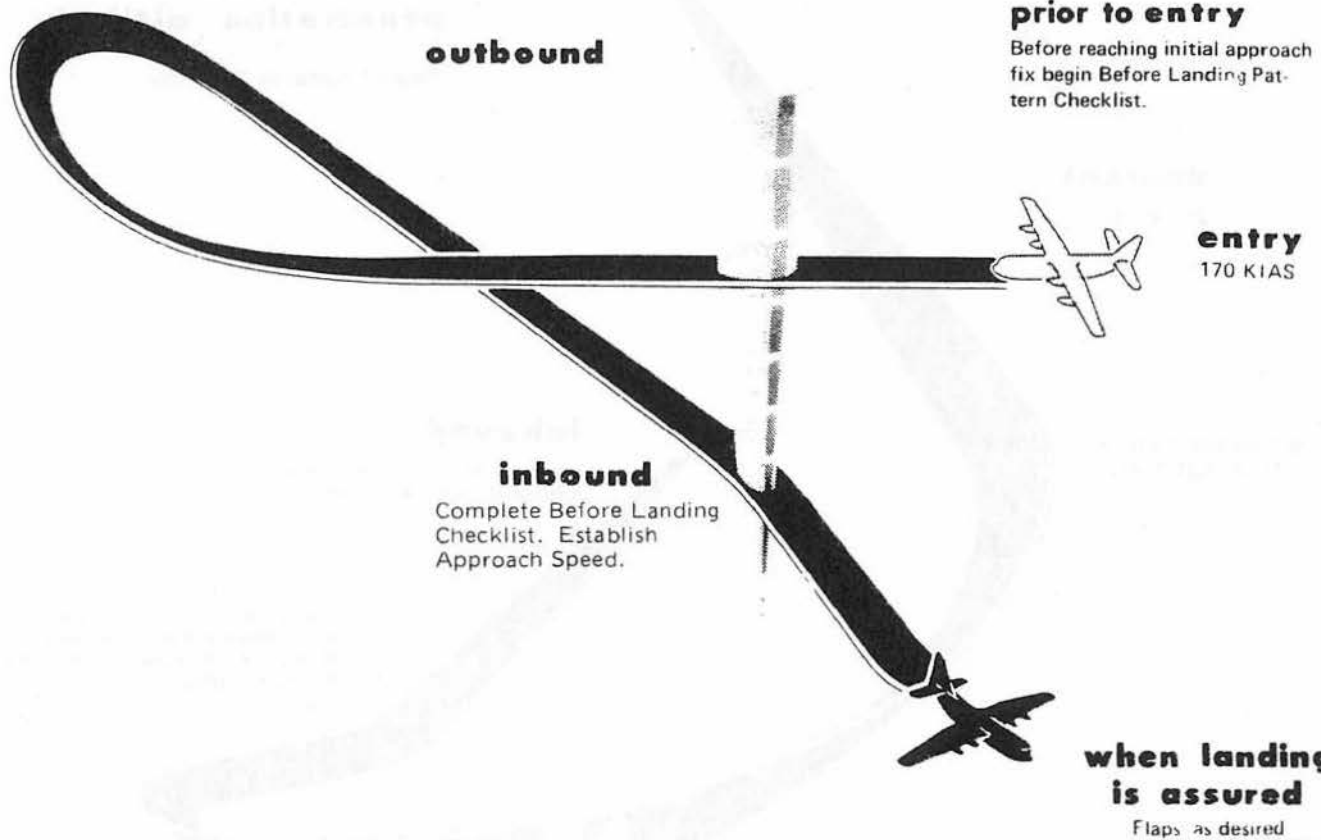 outbound
prior to entry
Before reaching initial approach
fix begin Before Landing Pat-
tern Checklist.
entry
170 KIAS
inbound
Complete Before Landing
Checklist. Establish
Approach Speed.
when landing
is assured
Flaps as desired